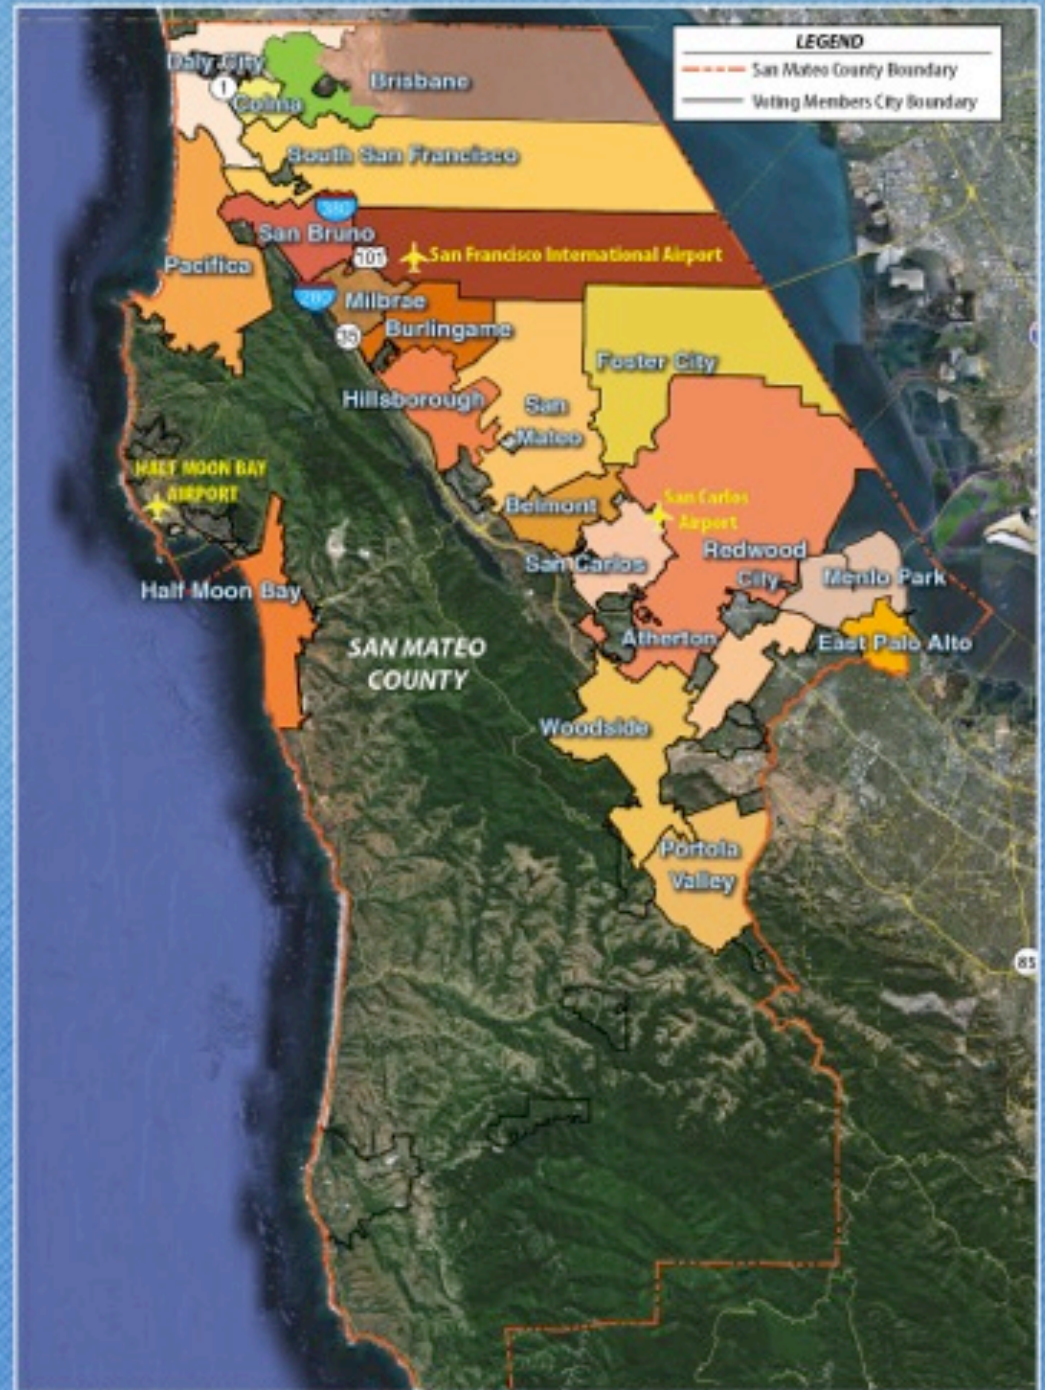 LEGEND
San Mateo County Boundary
Voting Members City Boundary
Daly City
1
Colma
Brisbane
South San Francisco
380
San Bruno
101
San Francisco International Airport
Pacifica
280
Milbrae
35
Burlingame
Foster City
Hillsborough
San
Mateo
HALF MOON BAY
AIRPORT
Belmont
San Carlos
Airport
San Carlos
Redwood
City
Menlo Park
Half Moon Bay
Atherton
East Palo Alto
SAN MATEO
COUNTY
Woodside
Portola
Valley
85